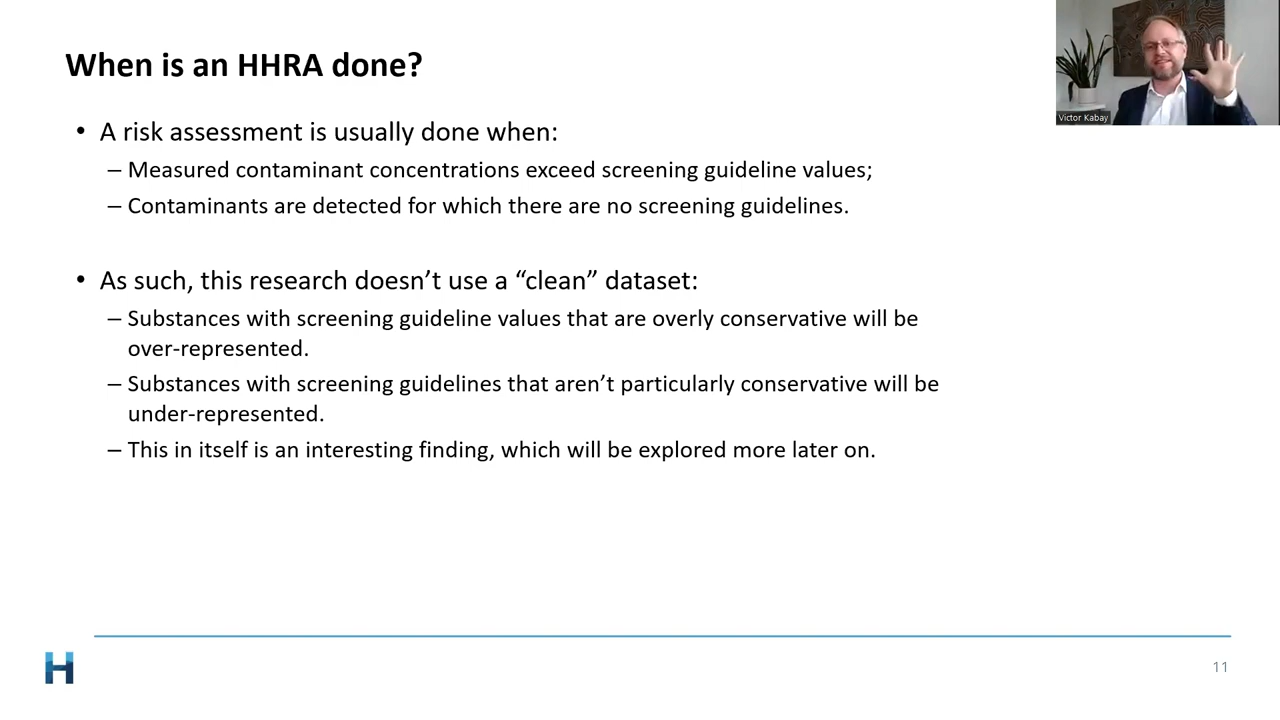 When is an HHRA done?
• A risk assessment is usually done when:
– Measured contaminant concentrations exceed screening guideline values;
– Contaminants are detected for which there are no screening guidelines.
• As such, this research doesn’t use a “clean” dataset:
– Substances with screening guideline values that are overly conservative will be
over-represented.
– Substances with screening guidelines that aren’t particularly conservative will be
under-represented.
– This in itself is an interesting finding, which will be explored more later on.
Victor Kabay
H
11